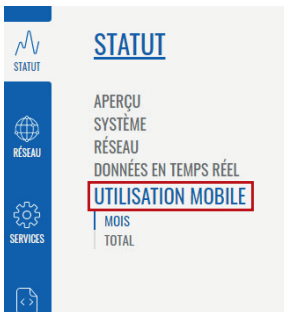 STATUT
STATUT
APERÇU
SYSTÈME
RÉSEAU
RÉSEAU
DONNÉES EN TEMPS RÉEL
UTILISATION MOBILE
SERVICES
MOIS
TOTAL